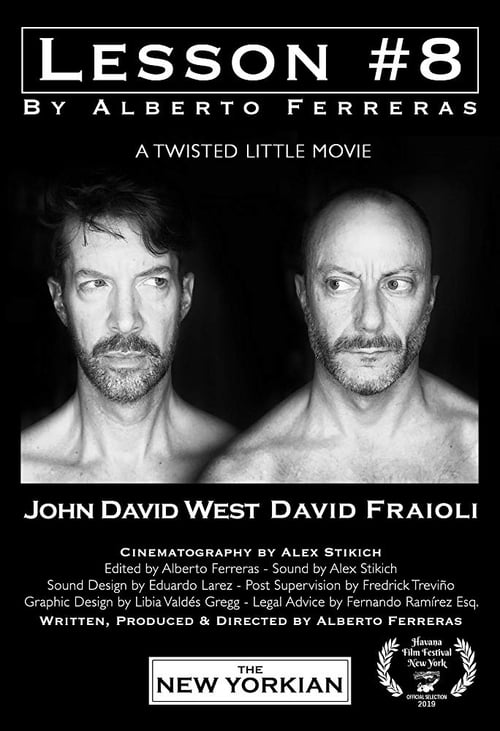 LESSON #8
BY ALBERTO FERRERAS
A TWISTED LITTLE MOVIE
JOHN DAVID WEST DAVID FRAIOLI
CINEMATOGRAPHY BY ALEX STIKICH
Edited by Alberto Ferreras - Sound by Alex Stikich
Sound Design by Eduardo Larez - Post Supervision by Fredrick Treviño
Graphic Design by Libia Valdés Gregg - Legal Advice by Fernando Ramírez Esq.
WRITTEN, PRODUCED & DIRECTED BY ALBERTO FERRERAS
THE
NEW YORKIAN
Havana
Film Festival
New York
OFFICIAL SELECTION
2019